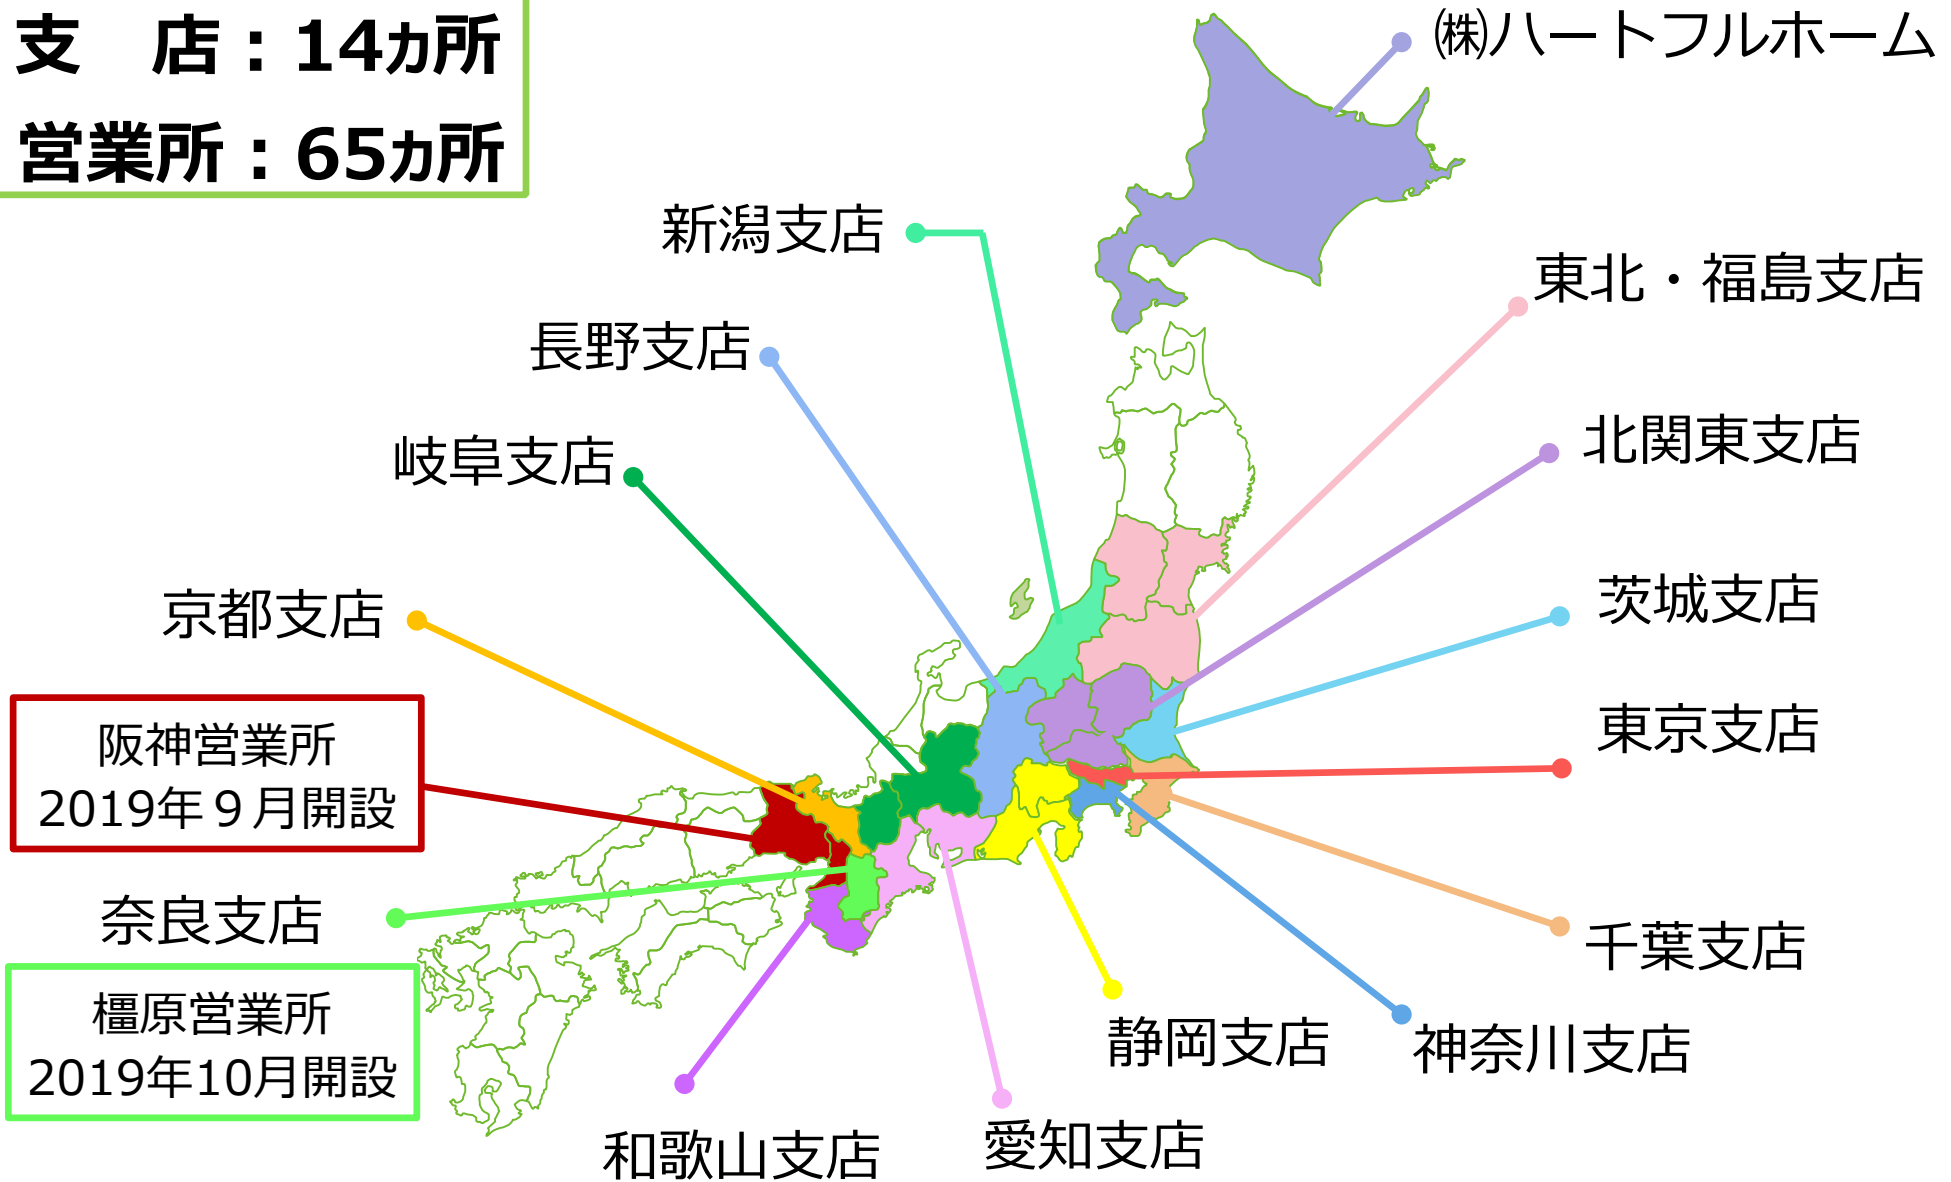 支　店：14ヵ所
営業所：65ヵ所
㈱ハートフルホーム
新潟支店
東北・福島支店
長野支店
北関東支店
岐阜支店
茨城支店
京都支店
東京支店
阪神営業所
2019年９月開設
奈良支店
千葉支店
橿原営業所
2019年10月開設
静岡支店
神奈川支店
愛知支店
和歌山支店